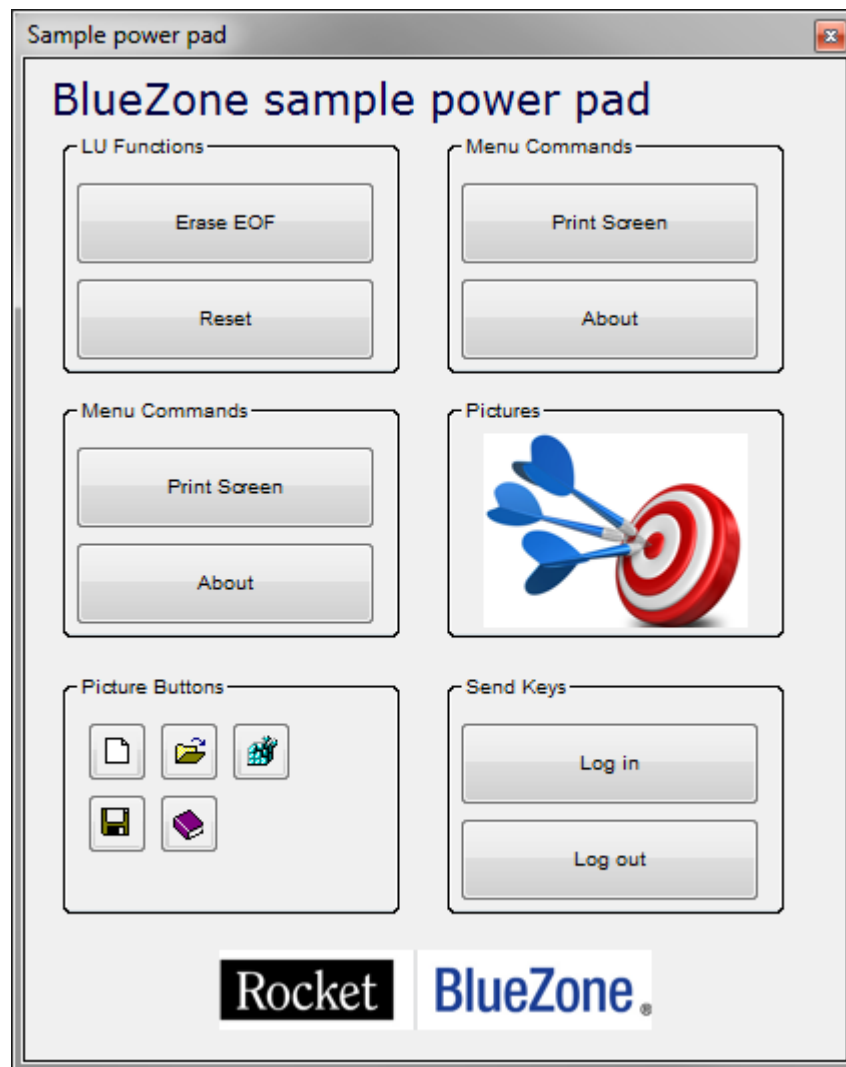 Sample power pad
BlueZone sample power pad
LU Functions
Erase EOF
Reset
Menu Commands
Print Screen
About
Menu Commands
Print Screen
About
Pictures
Picture Buttons
Send Keys
Log in
Log out
Rocket
BlueZone®